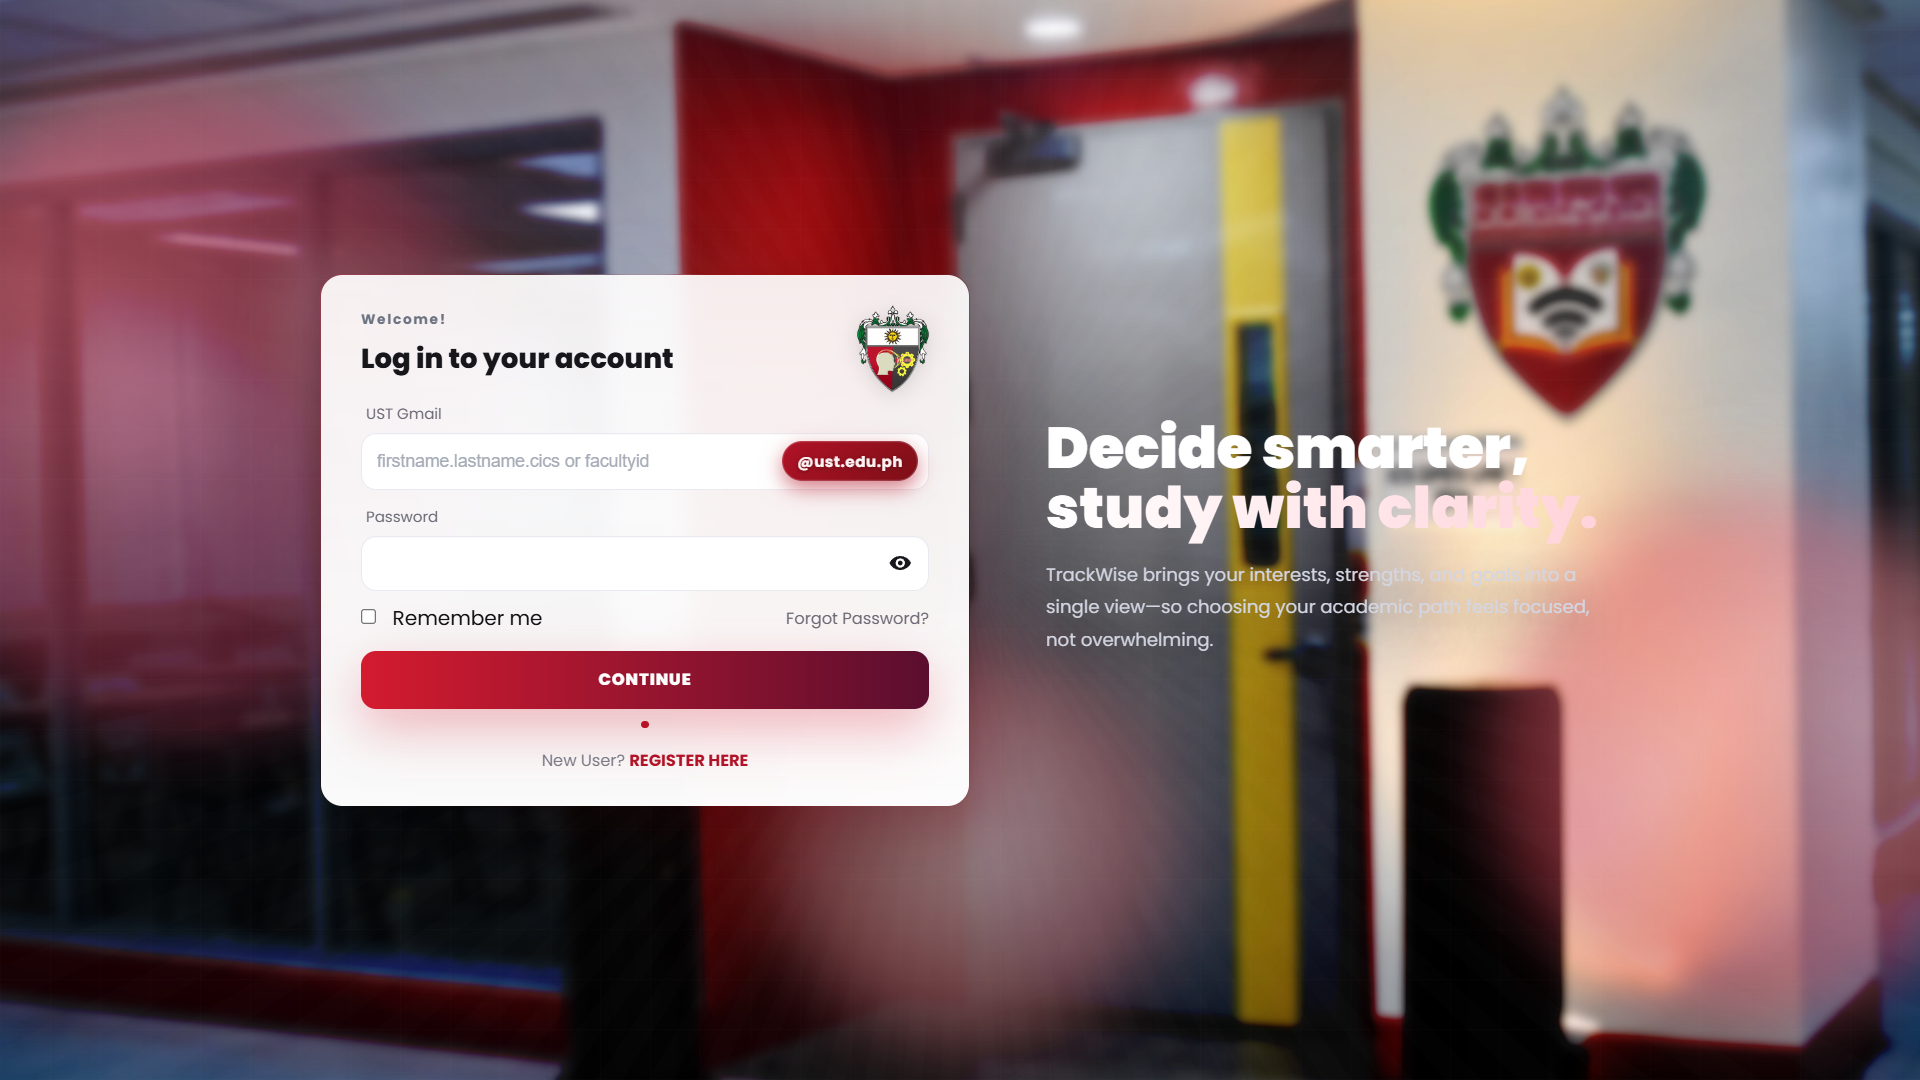 Welcome!
Log in to your account
UST Gmail
firstname.lastname.cics or facultyid
@ust.edu.ph
Password
Remember me
Forgot Password?
CONTINUE
New User? REGISTER HERE
Decide smarter,
study with clarity.
TrackWise brings your interests, strengths, and goals into a
single view—so choosing your academic path feels focused,
not overwhelming.